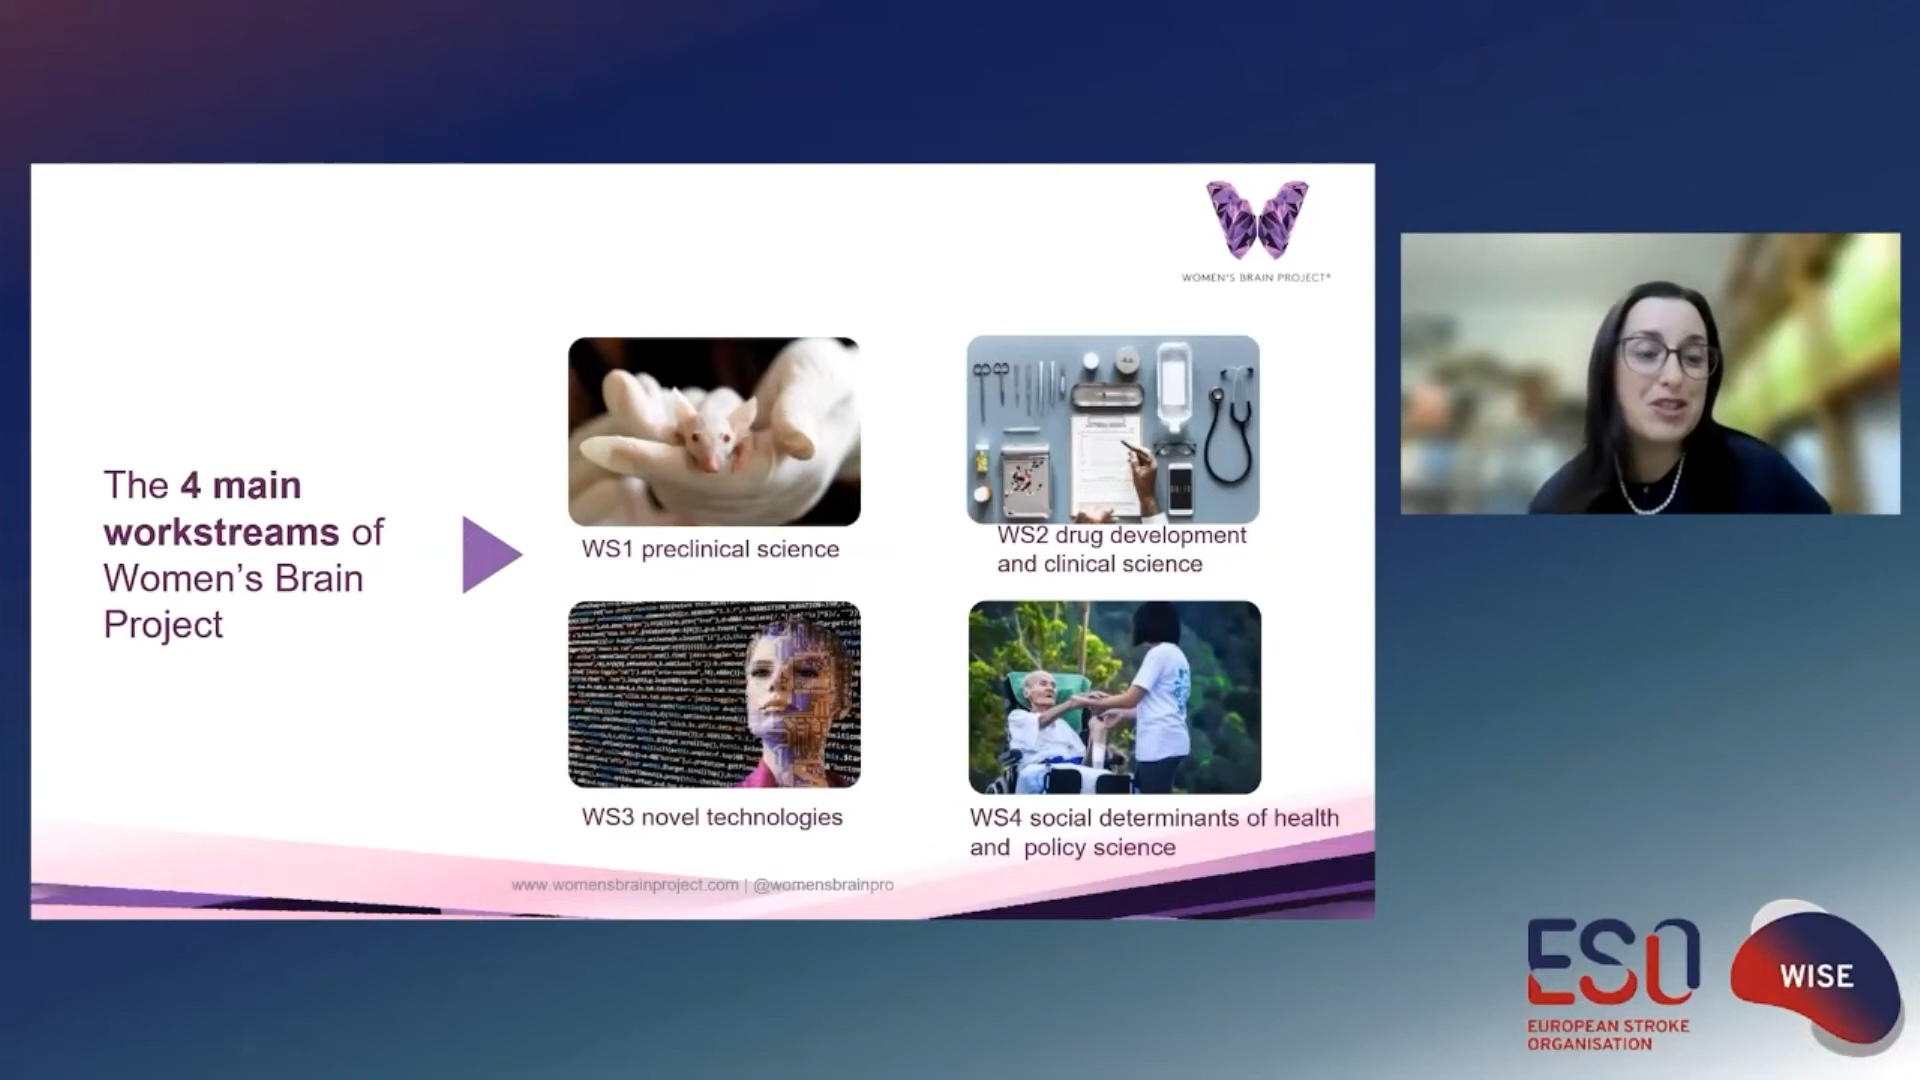 WOMEN'S BRAIN PROJECT®
The 4 main
workstreams of
Women's Brain
Project
WS1 preclinical science
WS2 drug development
and clinical science
WS3 novel technologies
WS4 social determinants of health
and policy science
www.womensbrainproject.com | @womensbrainpro
ESO
EUROPEAN STROKE
ORGANISATION
WISE